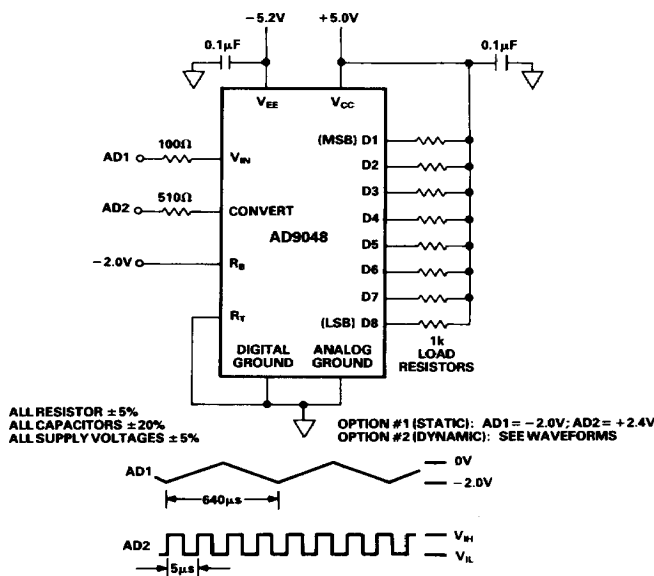 −5.2V +5.0V
0.1µF 0.1µF
V_EE V_CC
AD1 100Ω V_IN (MSB) D1
D2
AD2 510Ω CONVERT D3
D4
AD9048
D5
−2.0V R_B D6
D7
R_T (LSB) D8
1k
LOAD
RESISTORS
DIGITAL GROUND ANALOG GROUND
ALL RESISTOR ±5%
ALL CAPACITORS ±20%
ALL SUPPLY VOLTAGES ±5%
OPTION #1 (STATIC): AD1 = −2.0V; AD2 = +2.4V
OPTION #2 (DYNAMIC): SEE WAVEFORMS
AD1 0V
−2.0V
640µs
AD2 V_IH
V_IL
5µs